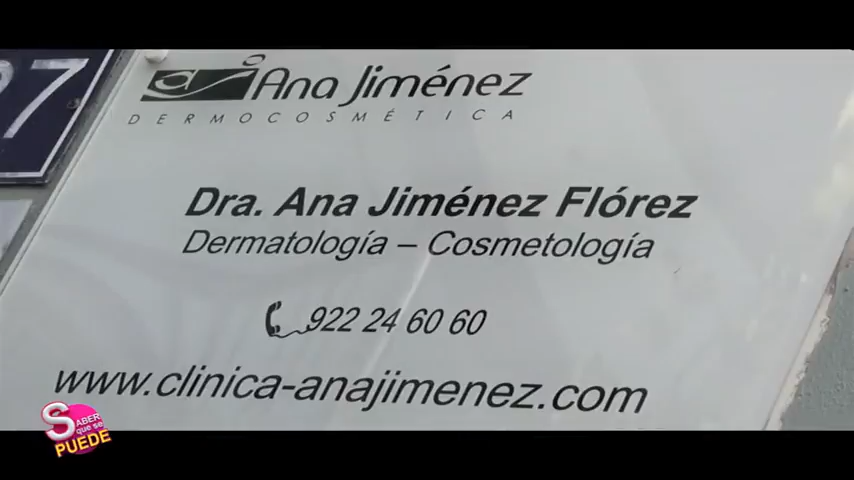 97
Ana Jiménez
DERMOCOSMÉTICA
Dra. Ana Jiménez Flórez
Dermatología – Cosmetología
922 24 60 60
www.clinica-anajimenez.com
SABER
que se
PUEDE